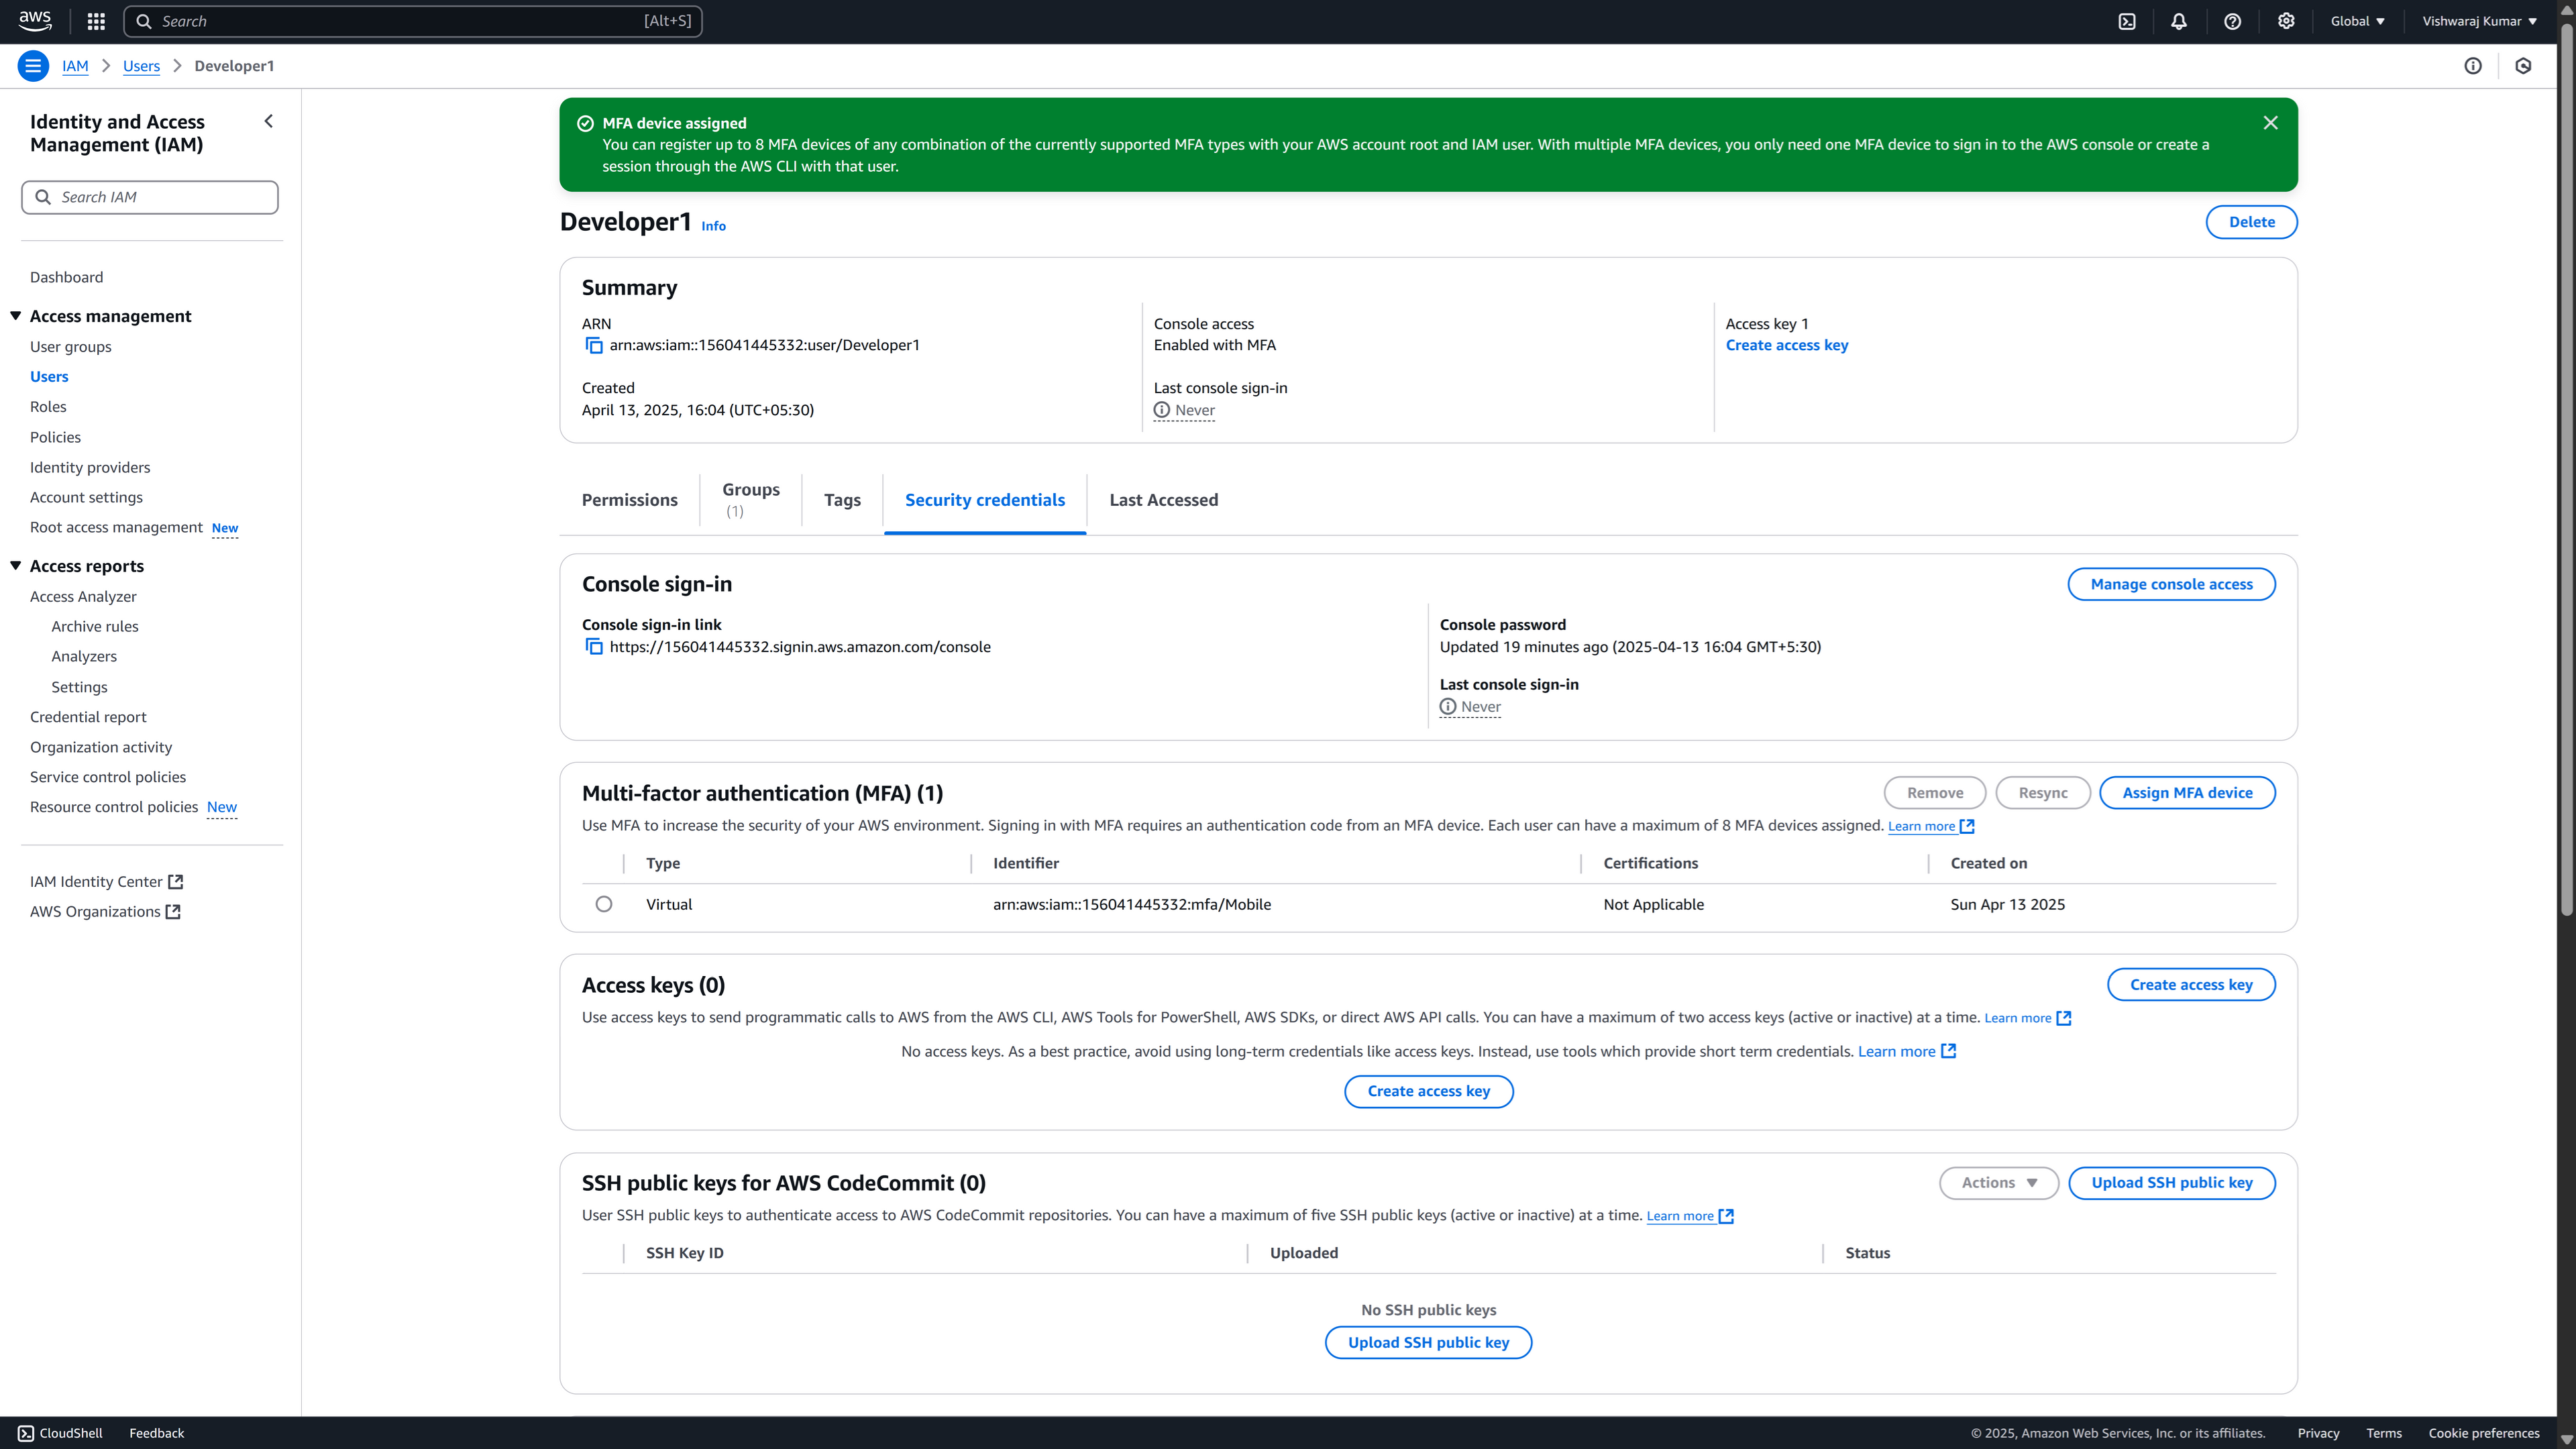 aws
Search [Alt+S]
Global
Vishwaraj Kumar
IAM > Users > Developer1
Identity and Access
Management (IAM)
Search IAM
Dashboard
Access management
User groups
Users
Roles
Policies
Identity providers
Account settings
Root access management New
Access reports
Access Analyzer
Archive rules
Analyzers
Settings
Credential report
Organization activity
Service control policies
Resource control policies New
IAM Identity Center
AWS Organizations
MFA device assigned
You can register up to 8 MFA devices of any combination of the currently supported MFA types with your AWS account root and IAM user. With multiple MFA devices, you only need one MFA device to sign in to the AWS console or create a
session through the AWS CLI with that user.
Developer1 Info
Delete
Summary
ARN
arn:aws:iam::156041445332:user/Developer1
Created
April 13, 2025, 16:04 (UTC+05:30)
Console access
Enabled with MFA
Last console sign-in
Never
Access key 1
Create access key
Permissions
Groups
(1)
Tags
Security credentials
Last Accessed
Console sign-in
Manage console access
Console sign-in link
https://156041445332.signin.aws.amazon.com/console
Console password
Updated 19 minutes ago (2025-04-13 16:04 GMT+5:30)
Last console sign-in
Never
Multi-factor authentication (MFA) (1)
Remove
Resync
Assign MFA device
Use MFA to increase the security of your AWS environment. Signing in with MFA requires an authentication code from an MFA device. Each user can have a maximum of 8 MFA devices assigned. Learn more
Type Identifier Certifications Created on
Virtual arn:aws:iam::156041445332:mfa/Mobile Not Applicable Sun Apr 13 2025
Access keys (0)
Create access key
Use access keys to send programmatic calls to AWS from the AWS CLI, AWS Tools for PowerShell, AWS SDKs, or direct AWS API calls. You can have a maximum of two access keys (active or inactive) at a time. Learn more
No access keys. As a best practice, avoid using long-term credentials like access keys. Instead, use tools which provide short term credentials. Learn more
Create access key
SSH public keys for AWS CodeCommit (0)
Actions
Upload SSH public key
User SSH public keys to authenticate access to AWS CodeCommit repositories. You can have a maximum of five SSH public keys (active or inactive) at a time. Learn more
SSH Key ID Uploaded Status
No SSH public keys
Upload SSH public key
CloudShell
Feedback
© 2025, Amazon Web Services, Inc. or its affiliates.
Privacy
Terms
Cookie preferences